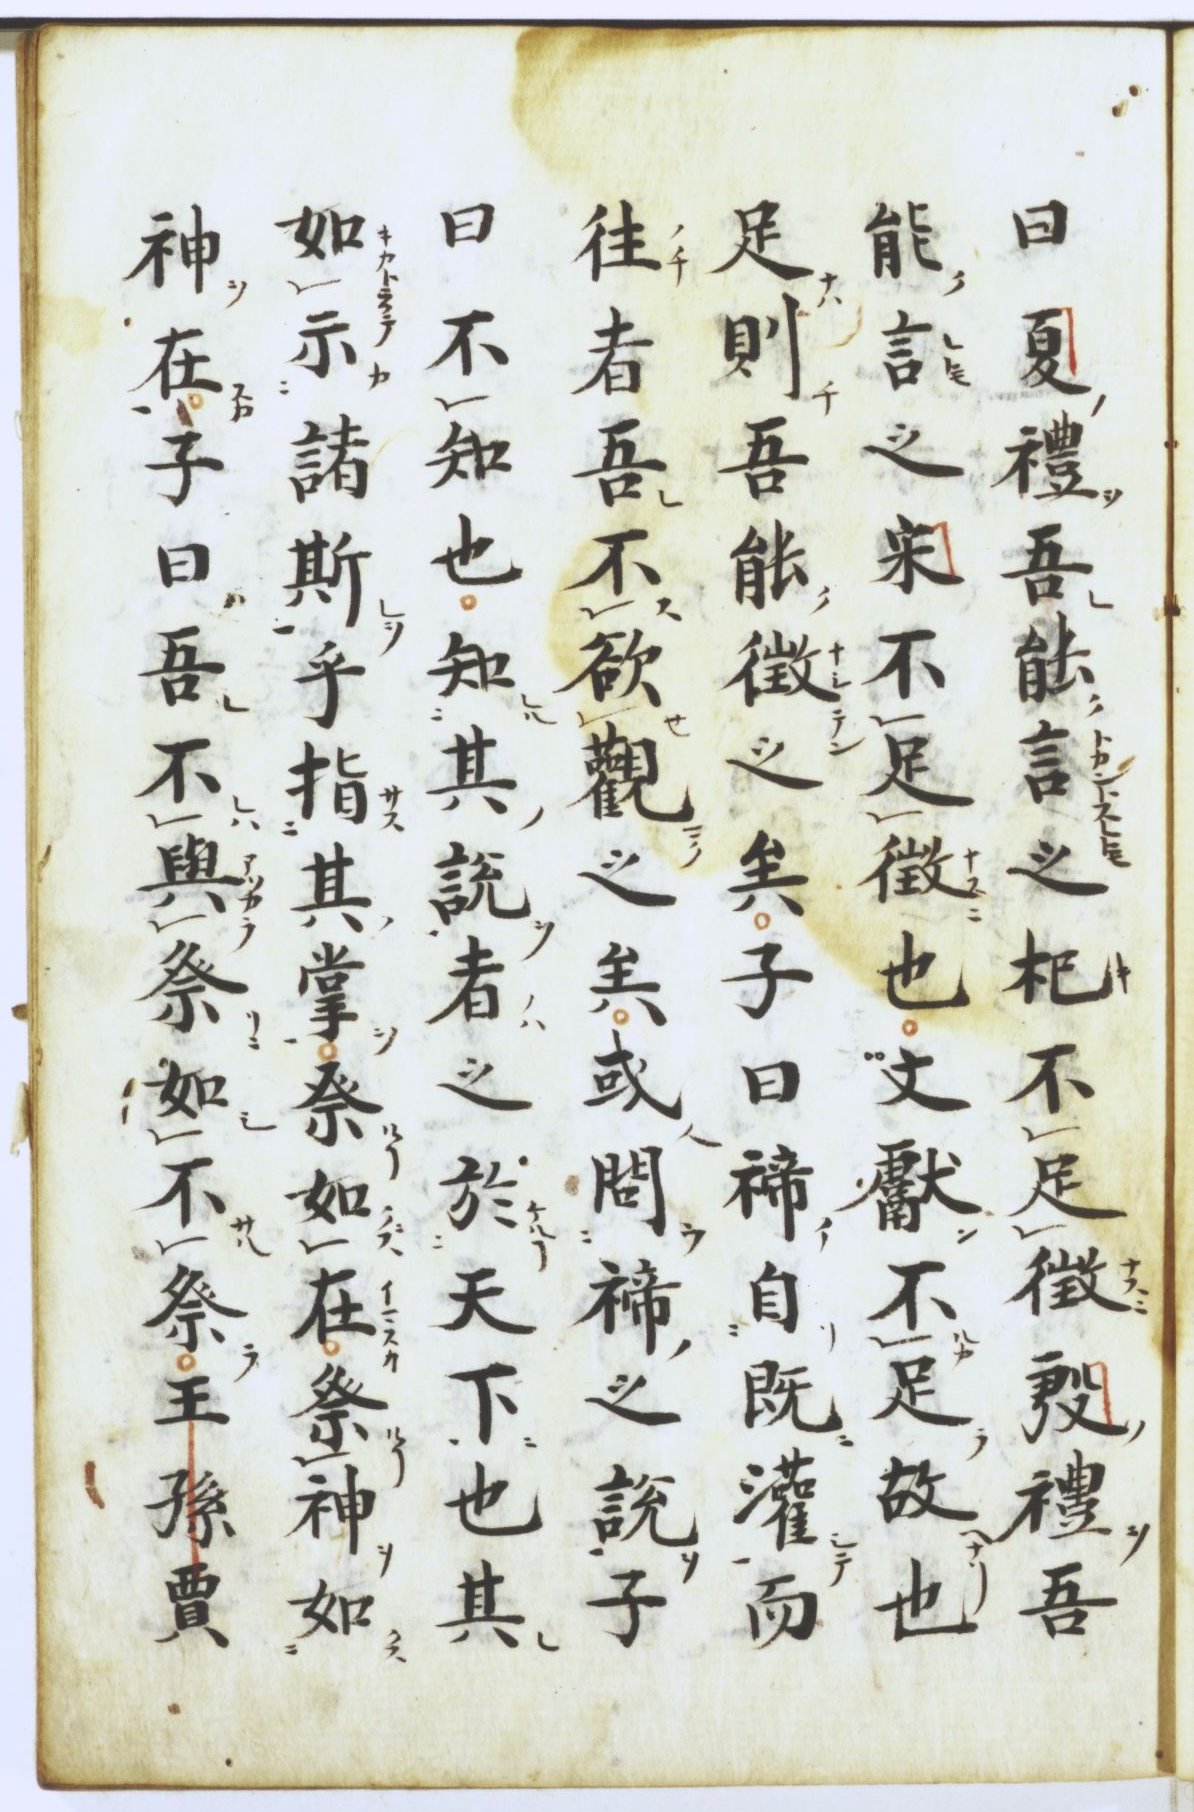 曰夏禮吾能言之杞不足徵殷禮吾
能言之宋不足徵也文獻不足故也
足則吾能徵之矣子曰禘自既灌而
往者吾不欲觀之矣或問禘之說子
曰不知也知其說者之於天下也其
如示諸斯乎指其掌祭如在祭神如
神在子曰吾不與祭如不祭王孫賈